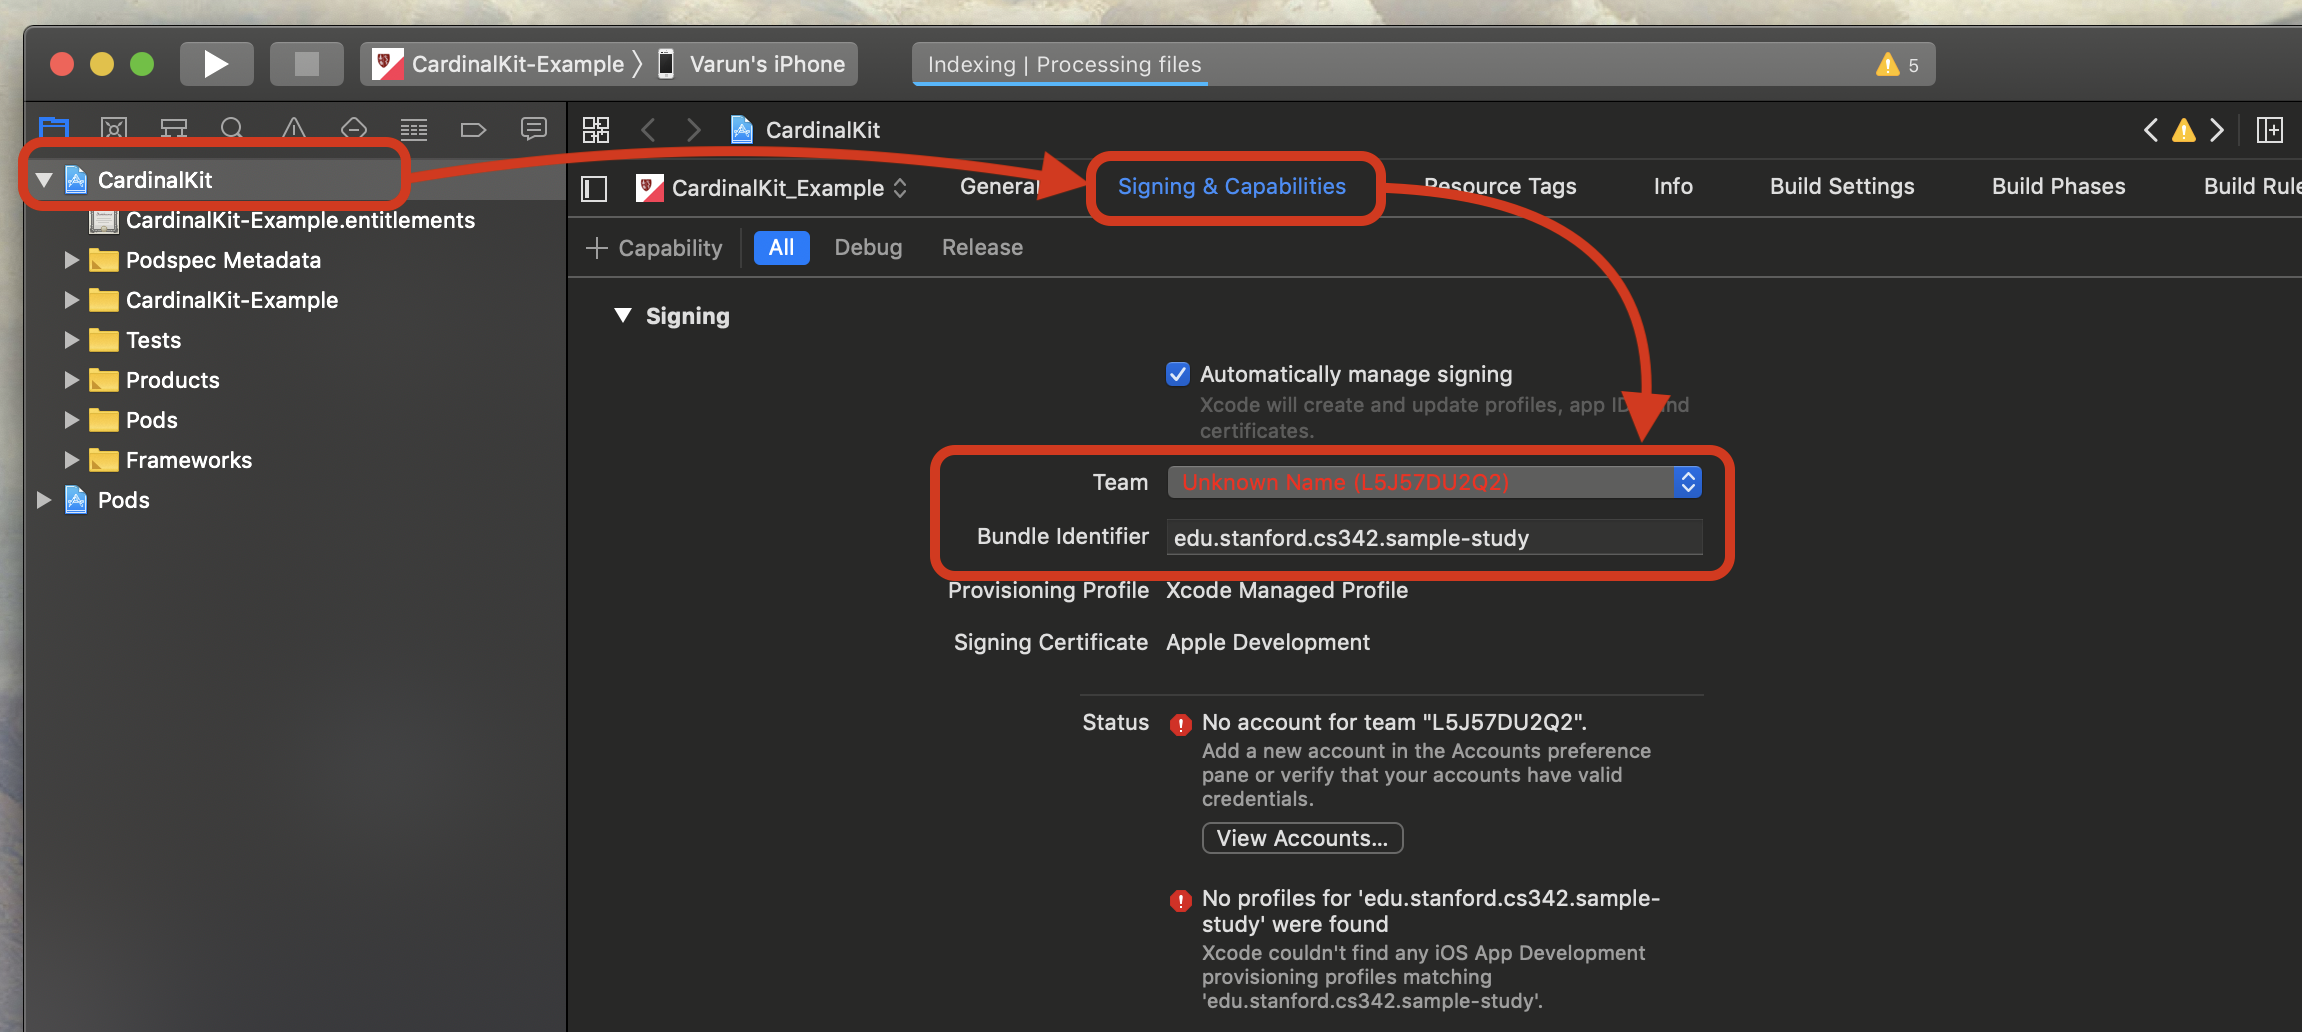 CardinalKit-Example
Varun's iPhone
Indexing | Processing files
5
CardinalKit
CardinalKit
CardinalKit_Example
General
Signing & Capabilities
Resource Tags
Info
Build Settings
Build Phases
Build Rule
CardinalKit-Example.entitlements
Podspec Metadata
CardinalKit-Example
Tests
Products
Pods
Frameworks
Pods
+ Capability
All
Debug
Release
Signing
Automatically manage signing
Xcode will create and update profiles, app IDs and
certificates.
Team
Unknown Name (L5J57DU2Q2)
Bundle Identifier
edu.stanford.cs342.sample-study
Provisioning Profile
Xcode Managed Profile
Signing Certificate
Apple Development
Status
No account for team "L5J57DU2Q2".
Add a new account in the Accounts preference
pane or verify that your accounts have valid
credentials.
View Accounts...
No profiles for 'edu.stanford.cs342.sample-
study' were found
Xcode couldn't find any iOS App Development
provisioning profiles matching
'edu.stanford.cs342.sample-study'.